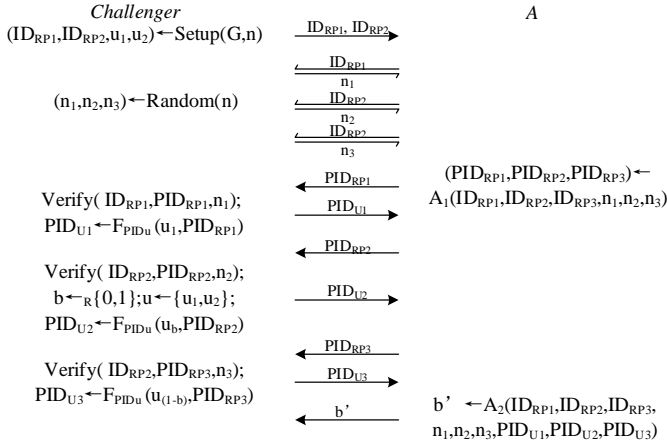 Challenger A
(ID_RP1,ID_RP2,u_1,u_2)←Setup(G,n) ID_RP1, ID_RP2
ID_RP1
n_1
(n_1,n_2,n_3)←Random(n) ID_RP2
n_2
ID_RP2
n_3
(PID_RP1,PID_RP2,PID_RP3)←
PID_RP1
A_1(ID_RP1,ID_RP2,ID_RP3,n_1,n_2,n_3)
Verify( ID_RP1,PID_RP1,n_1);
PID_U1
PID_U1←F_PIDu(u_1,PID_RP1)
PID_RP2
Verify( ID_RP2,PID_RP2,n_2);
b←_R{0,1};u←{u_1,u_2}; PID_U2
PID_U2←F_PIDu(u_b,PID_RP2)
PID_RP3
Verify( ID_RP2,PID_RP3,n_3);
PID_U3
PID_U3←F_PIDu(u_(1-b),PID_RP3)
b’ b’ ←A_2(ID_RP1,ID_RP2,ID_RP3,
n_1,n_2,n_3,PID_U1,PID_U2,PID_U3)